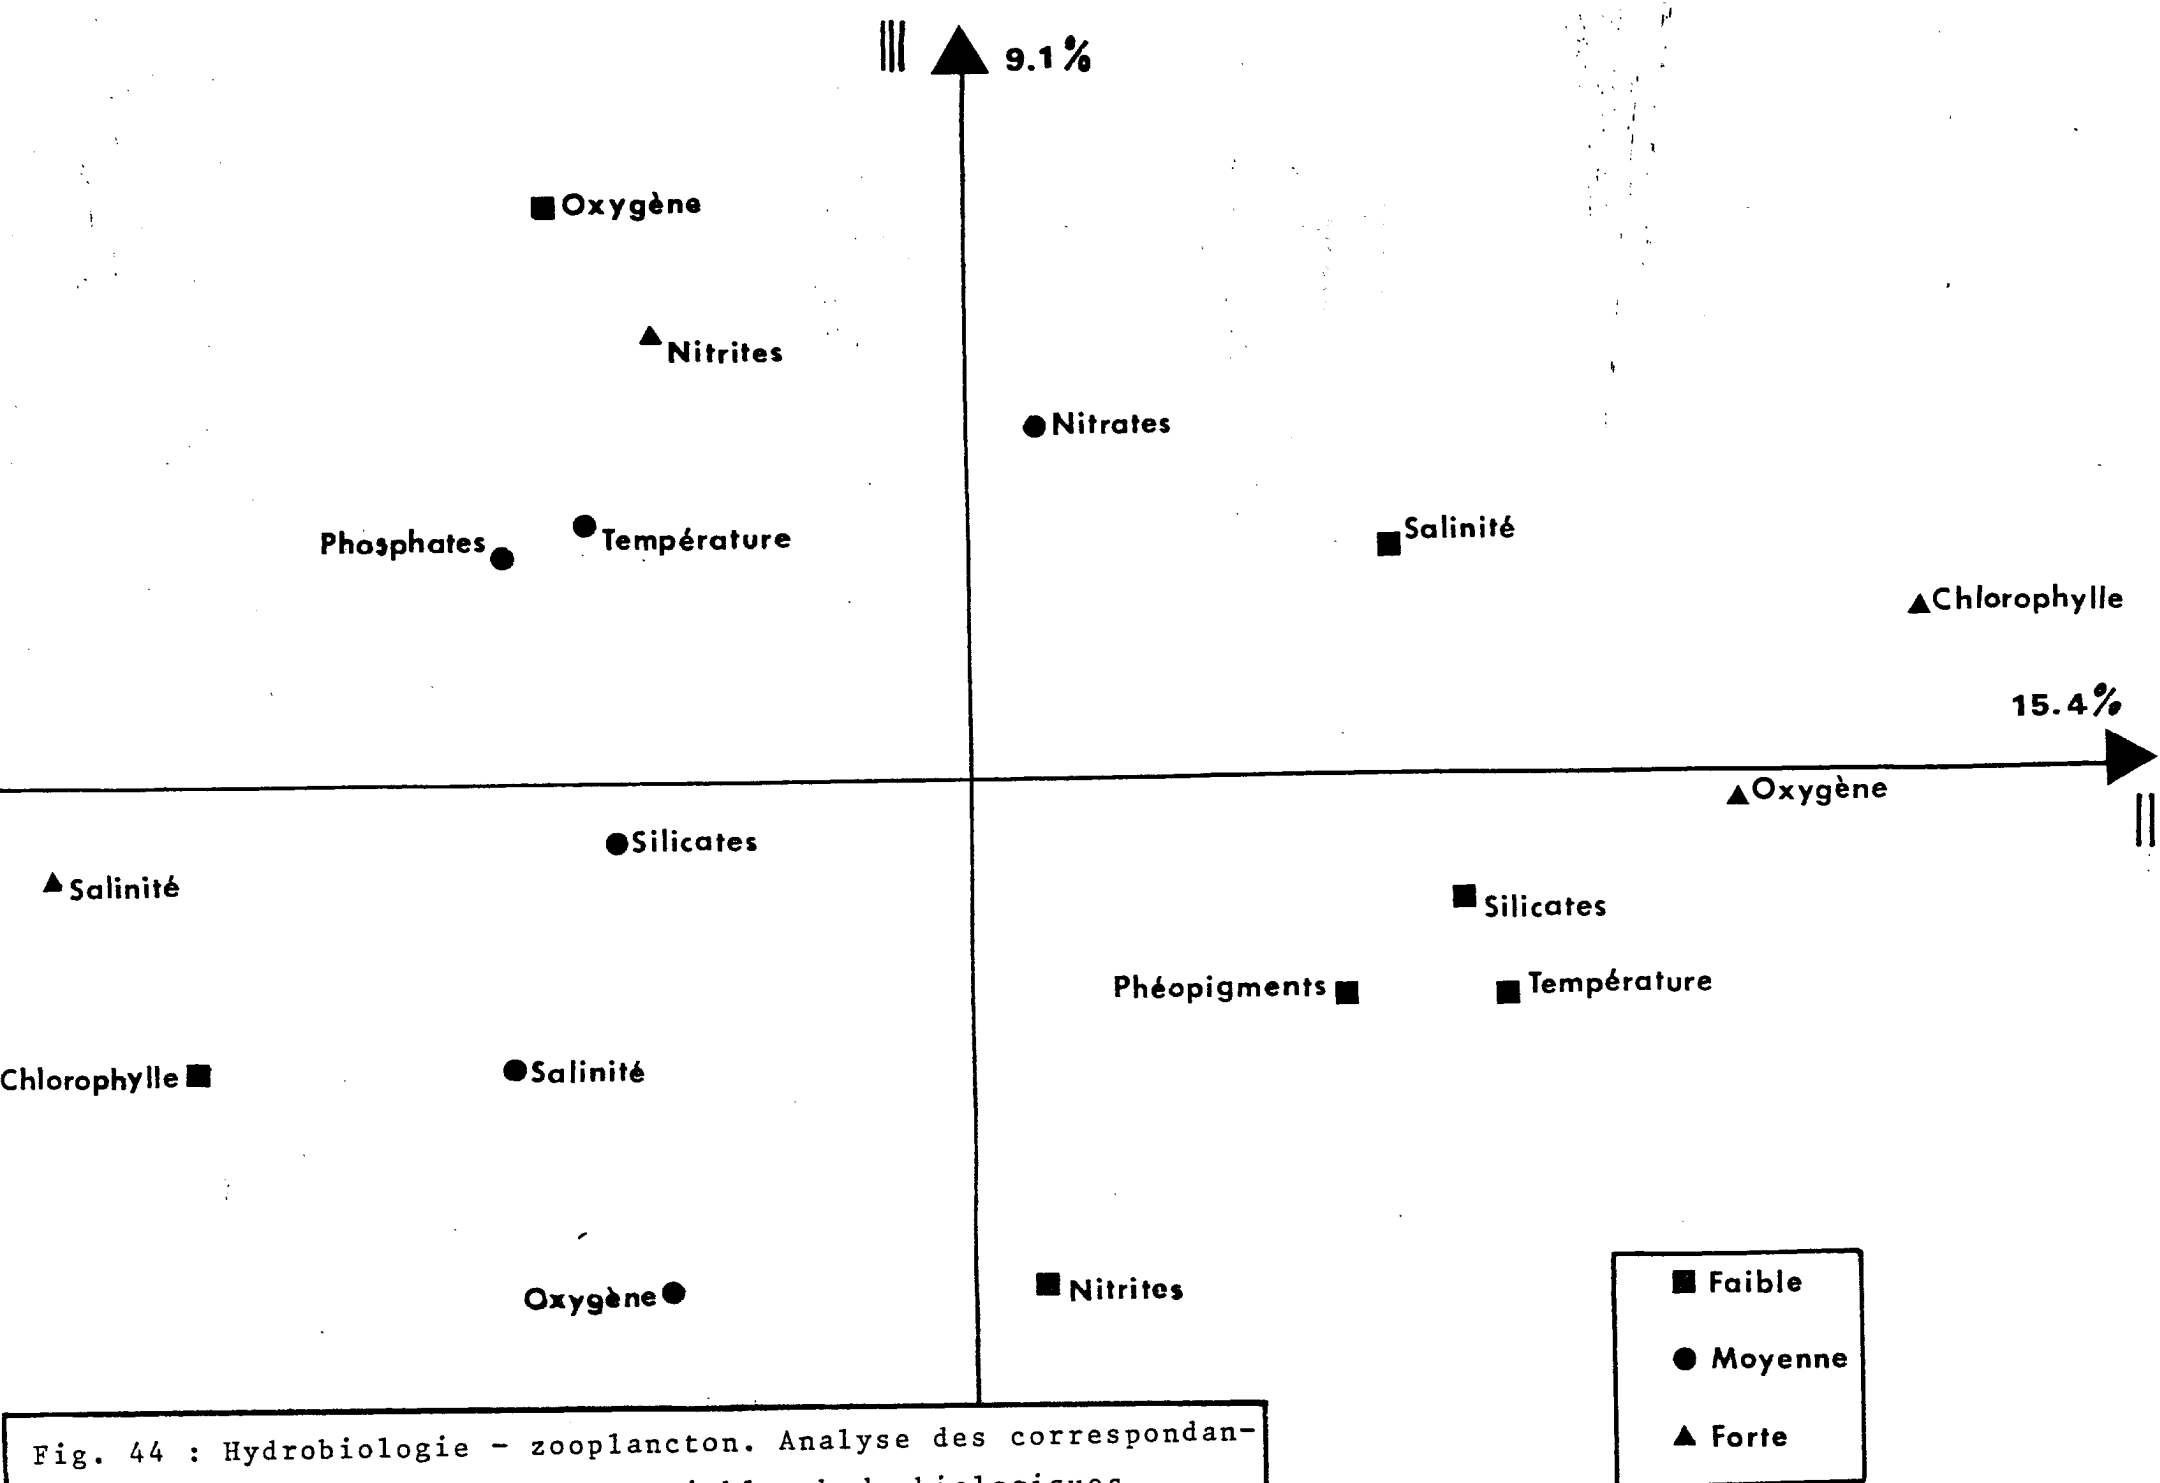 III 9.1%
Oxygène
Nitrites
Nitrates
Phosphates
Température
Salinité
Chlorophylle
15.4%
II
Oxygène
Silicates
Salinité
Silicates
Phéopigments
Température
Chlorophylle
Salinité
Oxygène
Nitrites
Faible
Moyenne
Forte
Fig. 44 : Hydrobiologie - zooplancton. Analyse des correspondan-